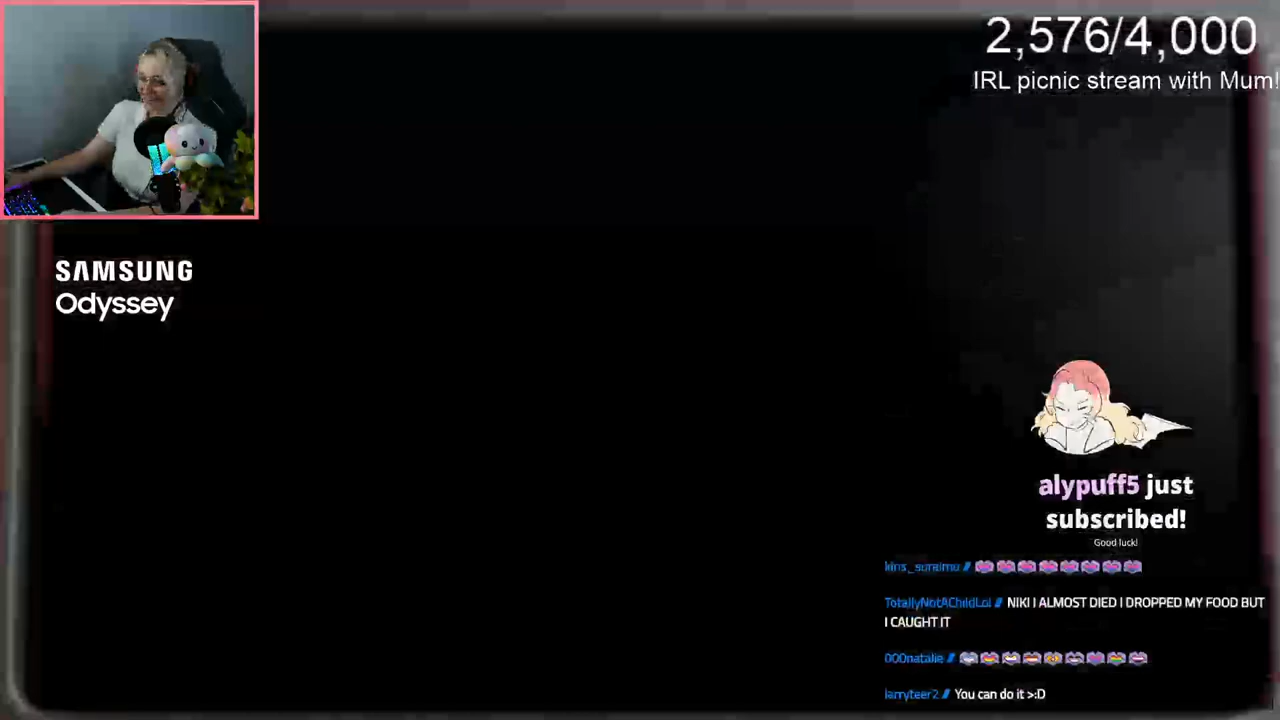 2,576/4,000
IRL picnic stream with Mum!
SAMSUNG
Odyssey
alypuff5 just
subscribed!
Good luck!
TotallyNotAChildLol // NIKI I ALMOST DIED I DROPPED MY FOOD BUT
I CAUGHT IT
000natalie //
larryteer2 // You can do it >:D